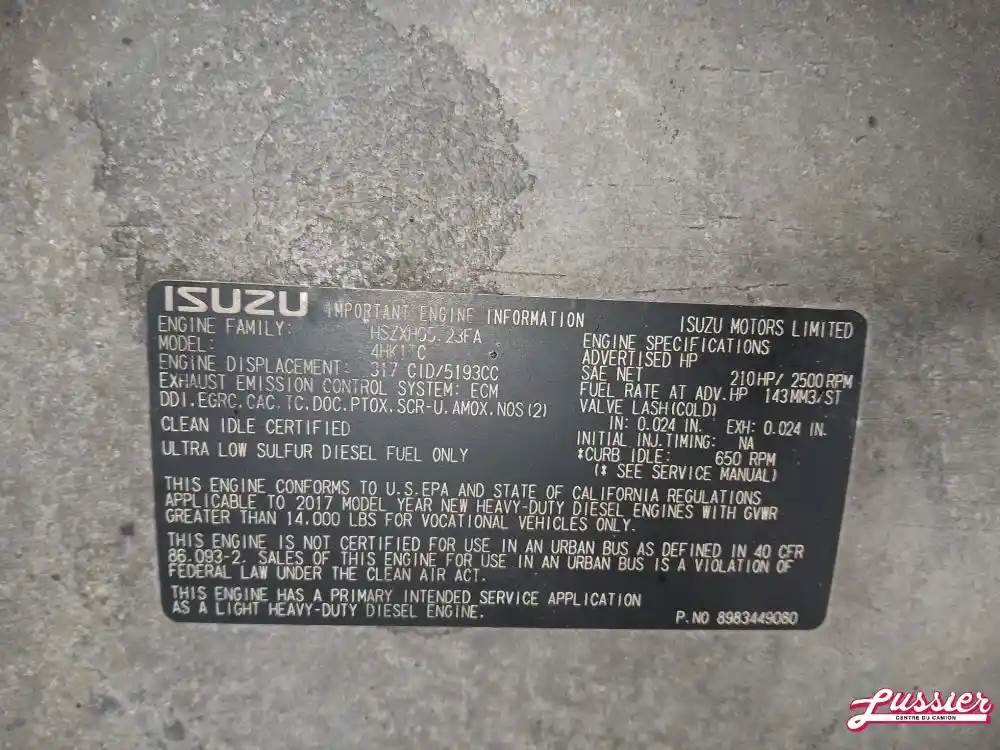 ISUZU IMPORTANT ENGINE INFORMATION
ISUZU MOTORS LIMITED
ENGINE FAMILY:
MODEL:
ENGINE DISPLACEMENT: 317 CID/5193CC
EXHAUST EMISSION CONTROL SYSTEM: ECM
DDI.EGRC.CAC.TC.DOC.PTOX.SCR-U.AMOX.NOS(2)
CLEAN IDLE CERTIFIED
ULTRA LOW SULFUR DIESEL FUEL ONLY
ENGINE SPECIFICATIONS
ADVERTISED HP
SAE NET 210HP/ 2500RPM
FUEL RATE AT ADV.HP 143MM3/ST
VALVE LASH(COLD)
IN: 0.024 IN. EXH: 0.024 IN.
INITIAL INJ.TIMING: NA
*CURB IDLE: 650 RPM
(* SEE SERVICE MANUAL)
THIS ENGINE CONFORMS TO U.S.EPA AND STATE OF CALIFORNIA REGULATIONS
APPLICABLE TO 2017 MODEL YEAR NEW HEAVY-DUTY DIESEL ENGINES WITH GVWR
GREATER THAN 14.000 LBS FOR VOCATIONAL VEHICLES ONLY.
THIS ENGINE IS NOT CERTIFIED FOR USE IN AN URBAN BUS AS DEFINED IN 40 CFR
86.093-2. SALES OF THIS ENGINE FOR USE IN AN URBAN BUS IS A VIOLATION OF
FEDERAL LAW UNDER THE CLEAN AIR ACT.
THIS ENGINE HAS A PRIMARY INTENDED SERVICE APPLICATION
AS A LIGHT HEAVY-DUTY DIESEL ENGINE.
P.NO 8983449080
Lussier
CENTRE DU CAMION